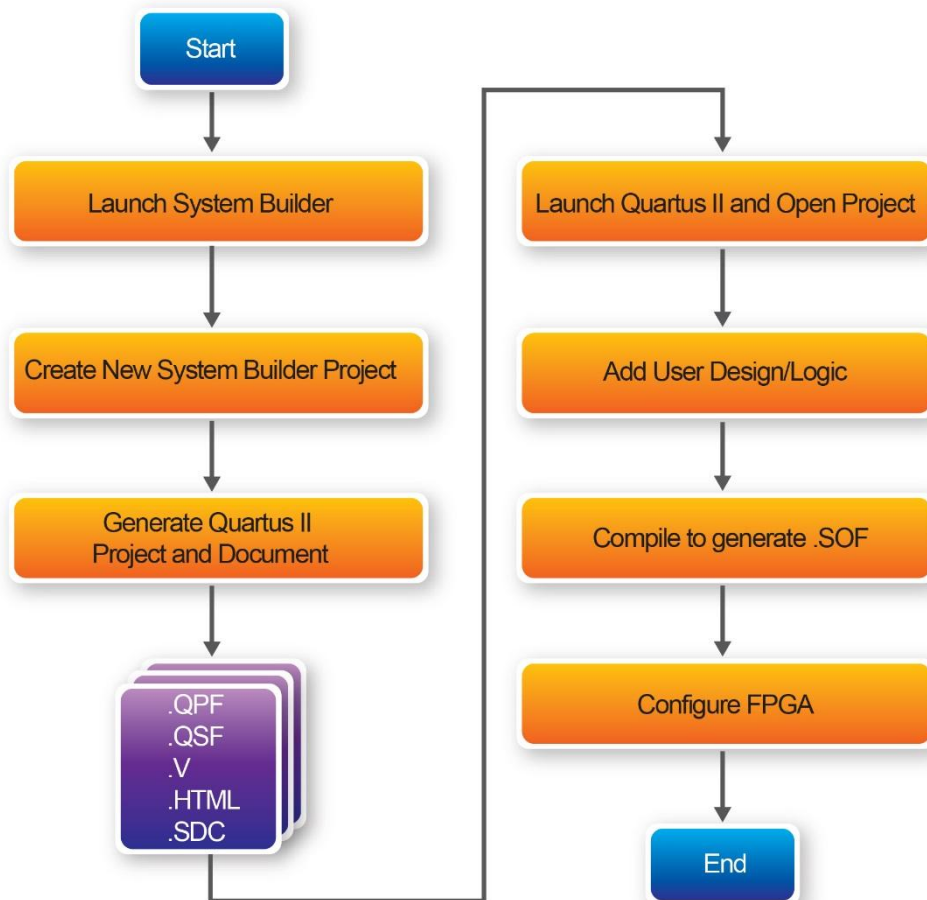 Start
Launch System Builder
Create New System Builder Project
Generate Quartus II
Project and Document
.QPF
.QSF
.V
.HTML
.SDC
Launch Quartus II and Open Project
Add User Design/Logic
Compile to generate .SOF
Configure FPGA
End